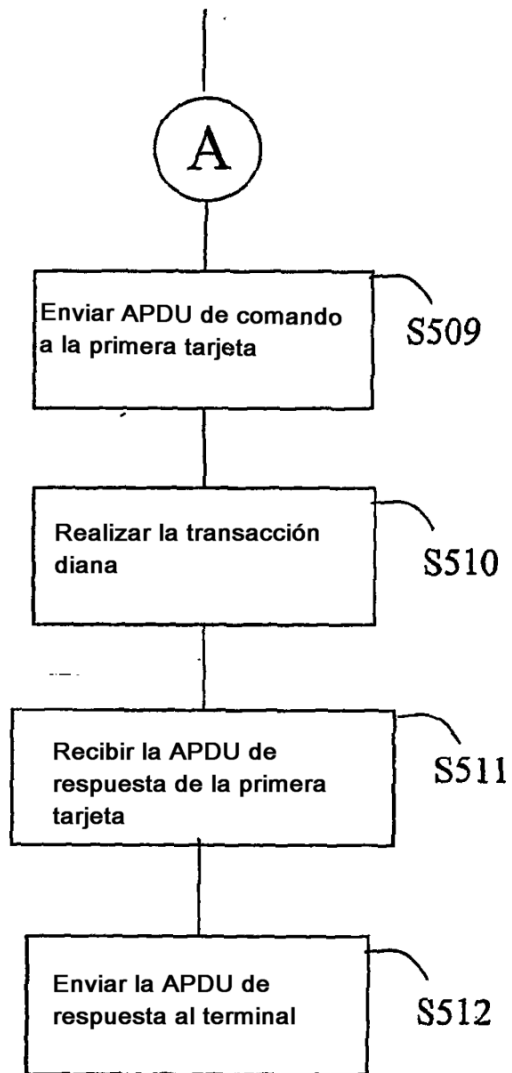 A
Enviar APDU de comando
a la primera tarjeta
S509
Realizar la transacción
diana
S510
Recibir la APDU de
respuesta de la primera
tarjeta
S511
Enviar la APDU de
respuesta al terminal
S512